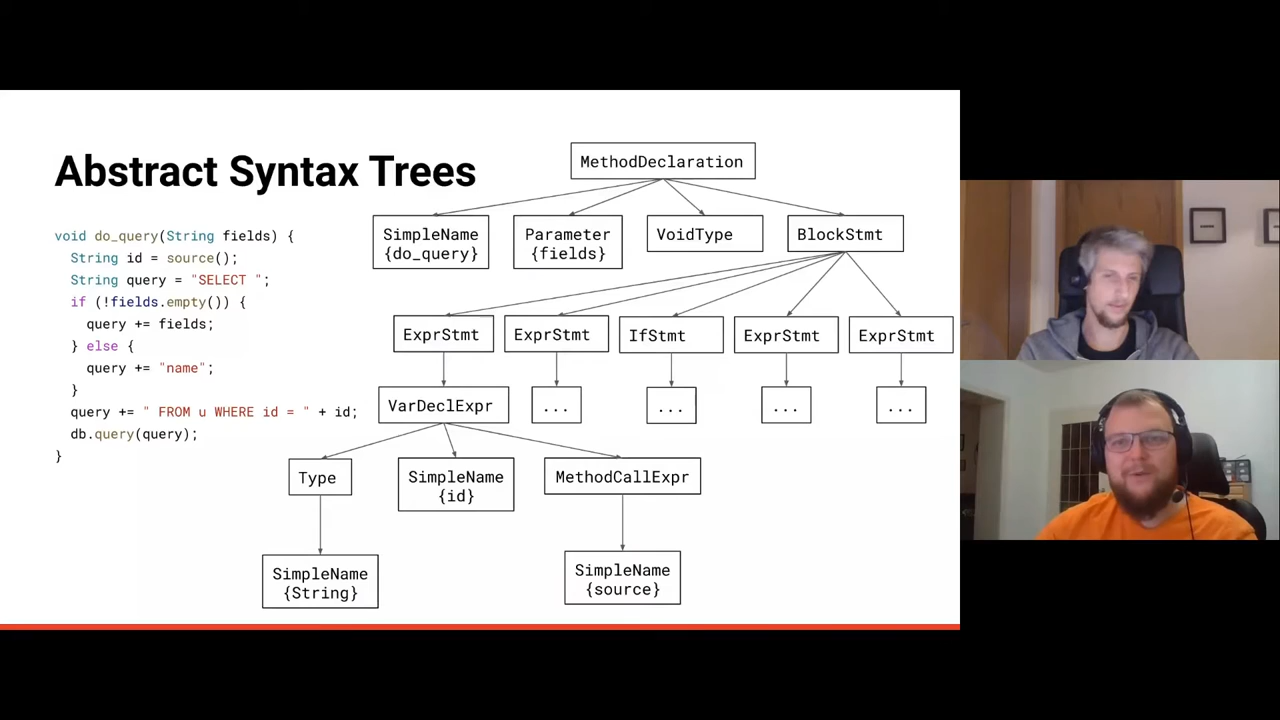 Abstract Syntax Trees
void do_query(String fields) {
String id = source();
String query = "SELECT ";
if (!fields.empty()) {
query += fields;
} else {
query += "name";
}
query += " FROM u WHERE id = " + id;
db.query(query);
}
MethodDeclaration
SimpleName
{do_query}
Parameter
{fields}
VoidType
BlockStmt
ExprStmt
ExprStmt
IfStmt
ExprStmt
ExprStmt
VarDeclExpr
...
...
...
...
Type
SimpleName
{id}
MethodCallExpr
SimpleName
{String}
SimpleName
{source}